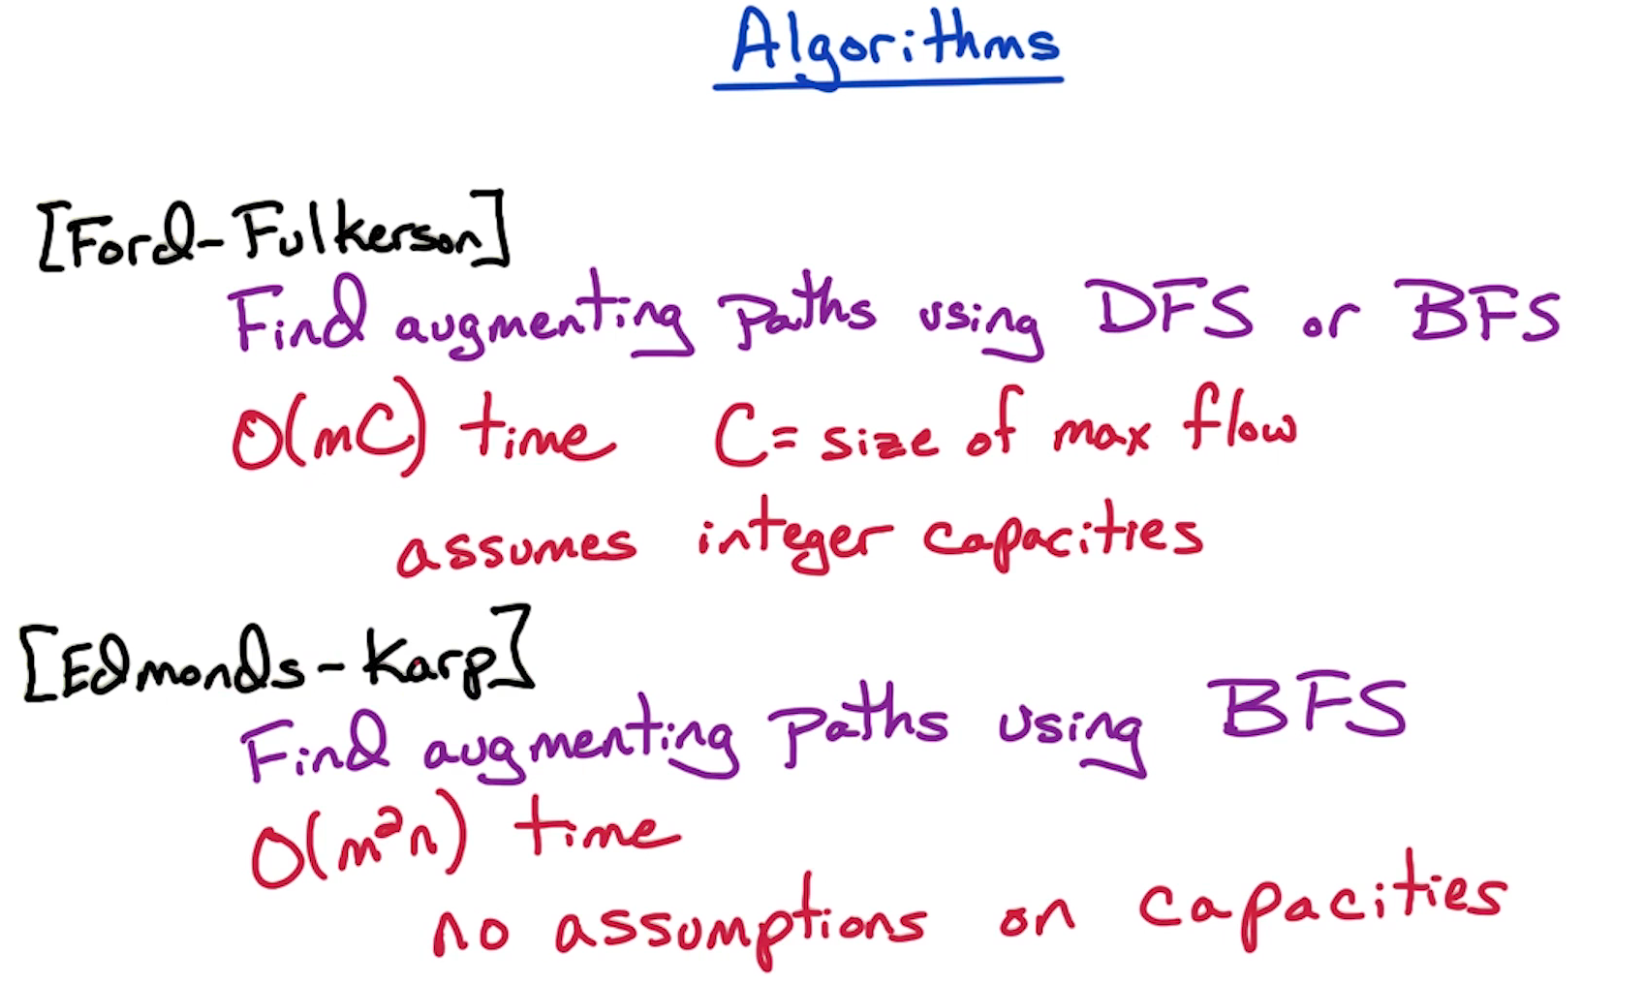 Algorithms
[Ford-Fulkerson]
Find augmenting paths using DFS or BFS
O(mC) time C= size of max flow
assumes integer capacities
[Edmonds-Karp]
Find augmenting paths using BFS
O(m²n) time
no assumptions on capacities